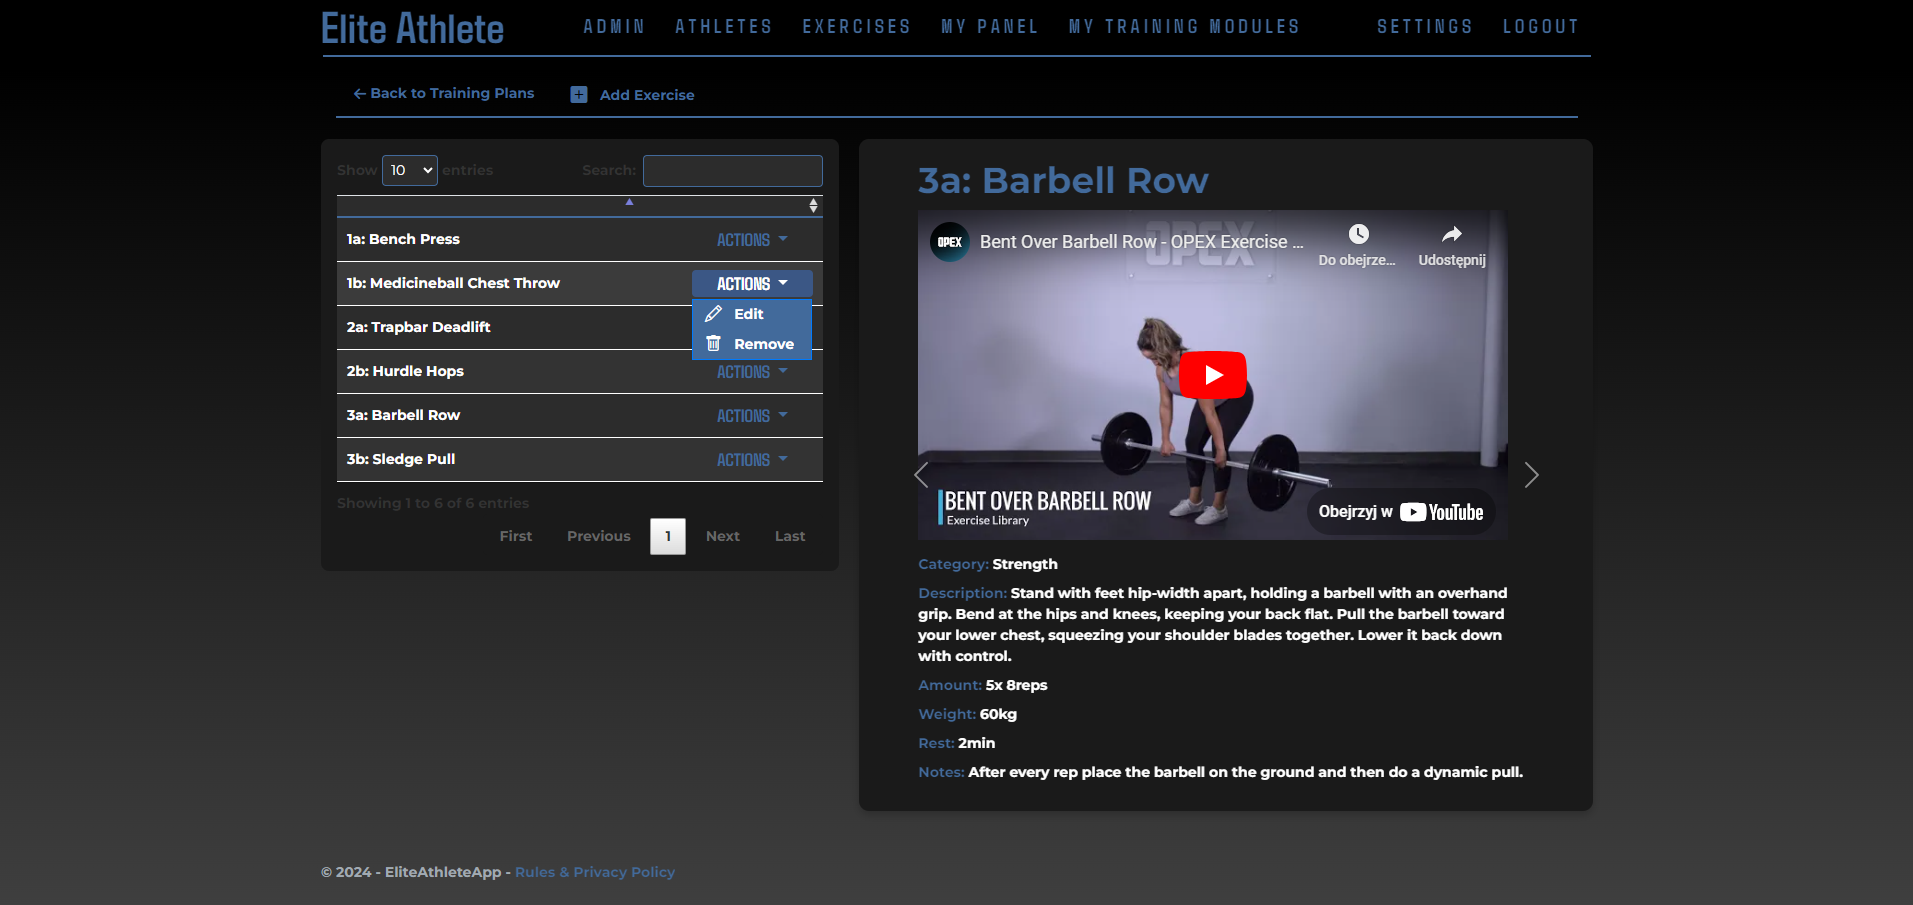 Elite Athlete
ADMIN ATHLETES EXERCISES MY PANEL MY TRAINING MODULES SETTINGS LOGOUT
← Back to Training Plans Add Exercise
Show 10 entries Search:
1a: Bench Press ACTIONS
1b: Medicineball Chest Throw ACTIONS
Edit
2a: Trapbar Deadlift
Remove
2b: Hurdle Hops ACTIONS
3a: Barbell Row ACTIONS
3b: Sledge Pull ACTIONS
Showing 1 to 6 of 6 entries
First Previous 1 Next Last
3a: Barbell Row
OPEX
OPEX
Bent Over Barbell Row - OPEX Exercise ...
Do obejrze...
Udostępnij
BENT OVER BARBELL ROW
Exercise Library
Obejrzyj w YouTube
Category: Strength
Description: Stand with feet hip-width apart, holding a barbell with an overhand
grip. Bend at the hips and knees, keeping your back flat. Pull the barbell toward
your lower chest, squeezing your shoulder blades together. Lower it back down
with control.
Amount: 5x 8reps
Weight: 60kg
Rest: 2min
Notes: After every rep place the barbell on the ground and then do a dynamic pull.
© 2024 - EliteAthleteApp - Rules & Privacy Policy